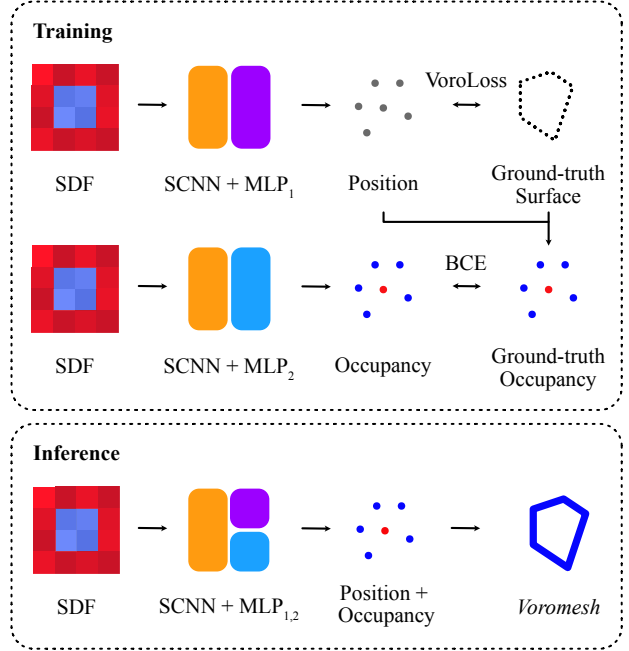 Training
VoroLoss
SDF
SCNN + MLP₁
Position
Ground-truth
Surface
BCE
SDF
SCNN + MLP₂
Occupancy
Ground-truth
Occupancy
Inference
SDF
SCNN + MLP₁,₂
Position +
Occupancy
Voromesh